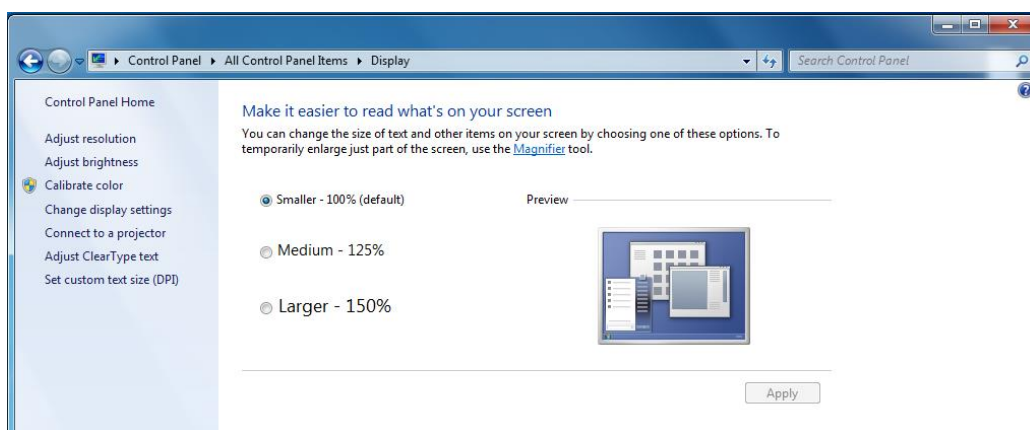 Control Panel ▸ All Control Panel Items ▸ Display
Search Control Panel
Control Panel Home
Adjust resolution
Adjust brightness
Calibrate color
Change display settings
Connect to a projector
Adjust ClearType text
Set custom text size (DPI)
Make it easier to read what's on your screen
You can change the size of text and other items on your screen by choosing one of these options. To
temporarily enlarge just part of the screen, use the Magnifier tool.
Smaller - 100% (default)
Preview
Medium - 125%
Larger - 150%
Apply